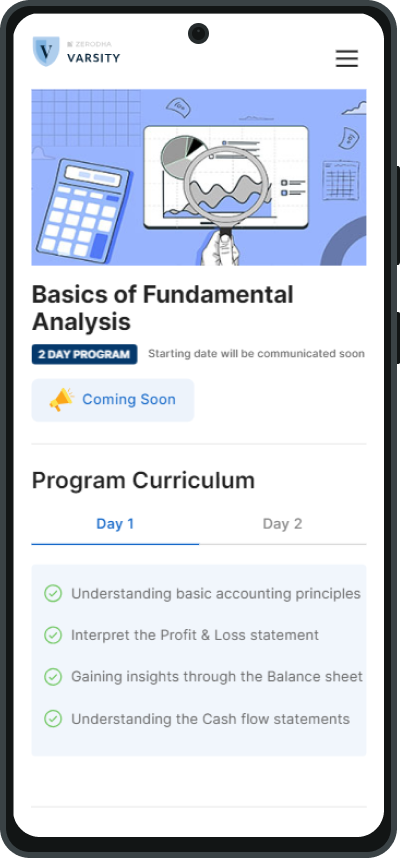 ZERODHA
VARSITY
Basics of Fundamental
Analysis
2 DAY PROGRAM Starting date will be communicated soon
Coming Soon
Program Curriculum
Day 1 Day 2
Understanding basic accounting principles
Interpret the Profit & Loss statement
Gaining insights through the Balance sheet
Understanding the Cash flow statements